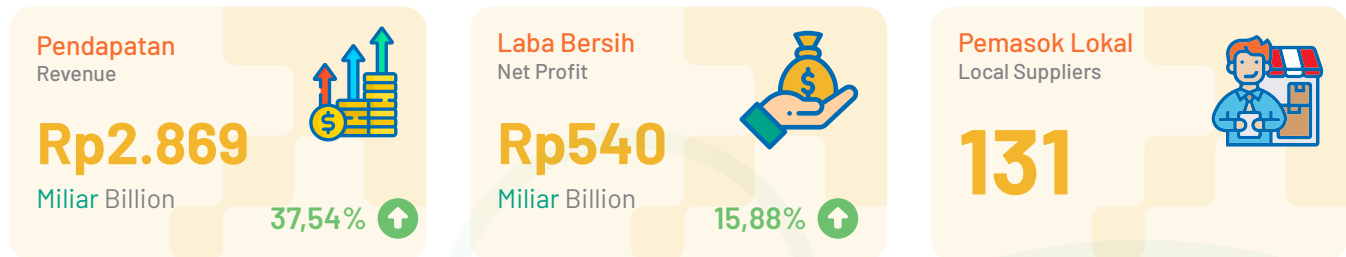 Pendapatan
Revenue
Rp2.869
Miliar Billion
37,54%
Laba Bersih
Net Profit
Rp540
Miliar Billion
15,88%
Pemasok Lokal
Local Suppliers
131